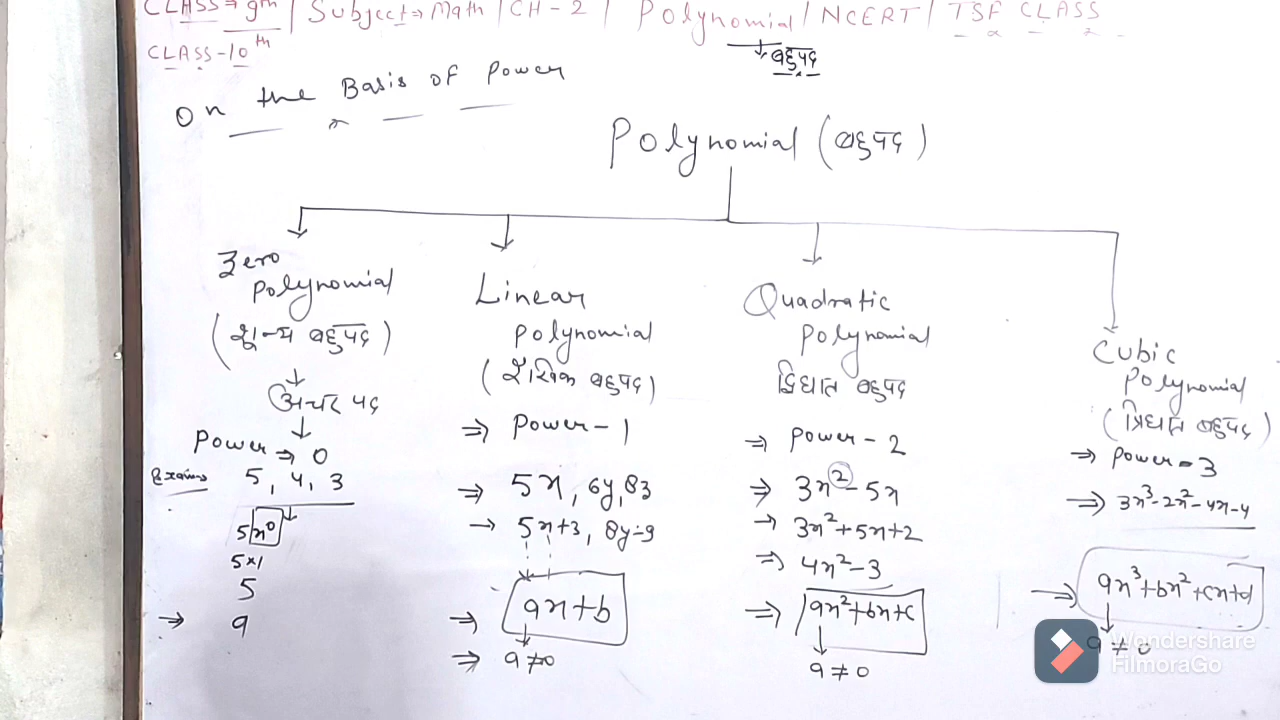 CLASS → 9th / Subject → Math / CH - 2 / Polynomial / NCERT / TSF CLASS
CLASS - 10th
बहुपद
On the Basis of Power
Polynomial (बहुपद)
Zero Polynomial
(शून्य बहुपद)
अचर पद
Power → 0
5, 4, 3
5x⁰
5×1
5
→ a
Linear Polynomial
(रैखिक बहुपद)
⇒ Power - 1
⇒ 5x, 6y, 8z
→ 5x+3, 8y-9
⇒ ax+b
⇒ a ≠ 0
Quadratic Polynomial
द्विघात बहुपद
⇒ Power - 2
⇒ 3x² - 5x
→ 3x²+5x+2
⇒ 4x² - 3
⇒ ax²+bx+c
a ≠ 0
Cubic Polynomial
(त्रिघात बहुपद)
⇒ Power = 3
⇒ 3x³-2x²-4x-4
⇒ ax³+bx²+cx+d
a ≠ 0
Wondershare
FilmoraGo